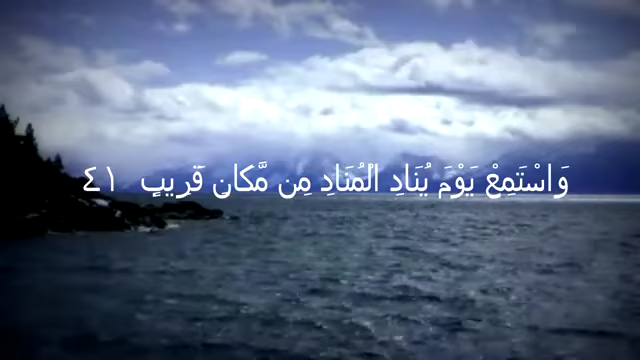 وَاسْتَمِعْ يَوْمَ يُنَادِ الْمُنَادِ مِن مَّكَانٍ قَرِيبٍ ٤١